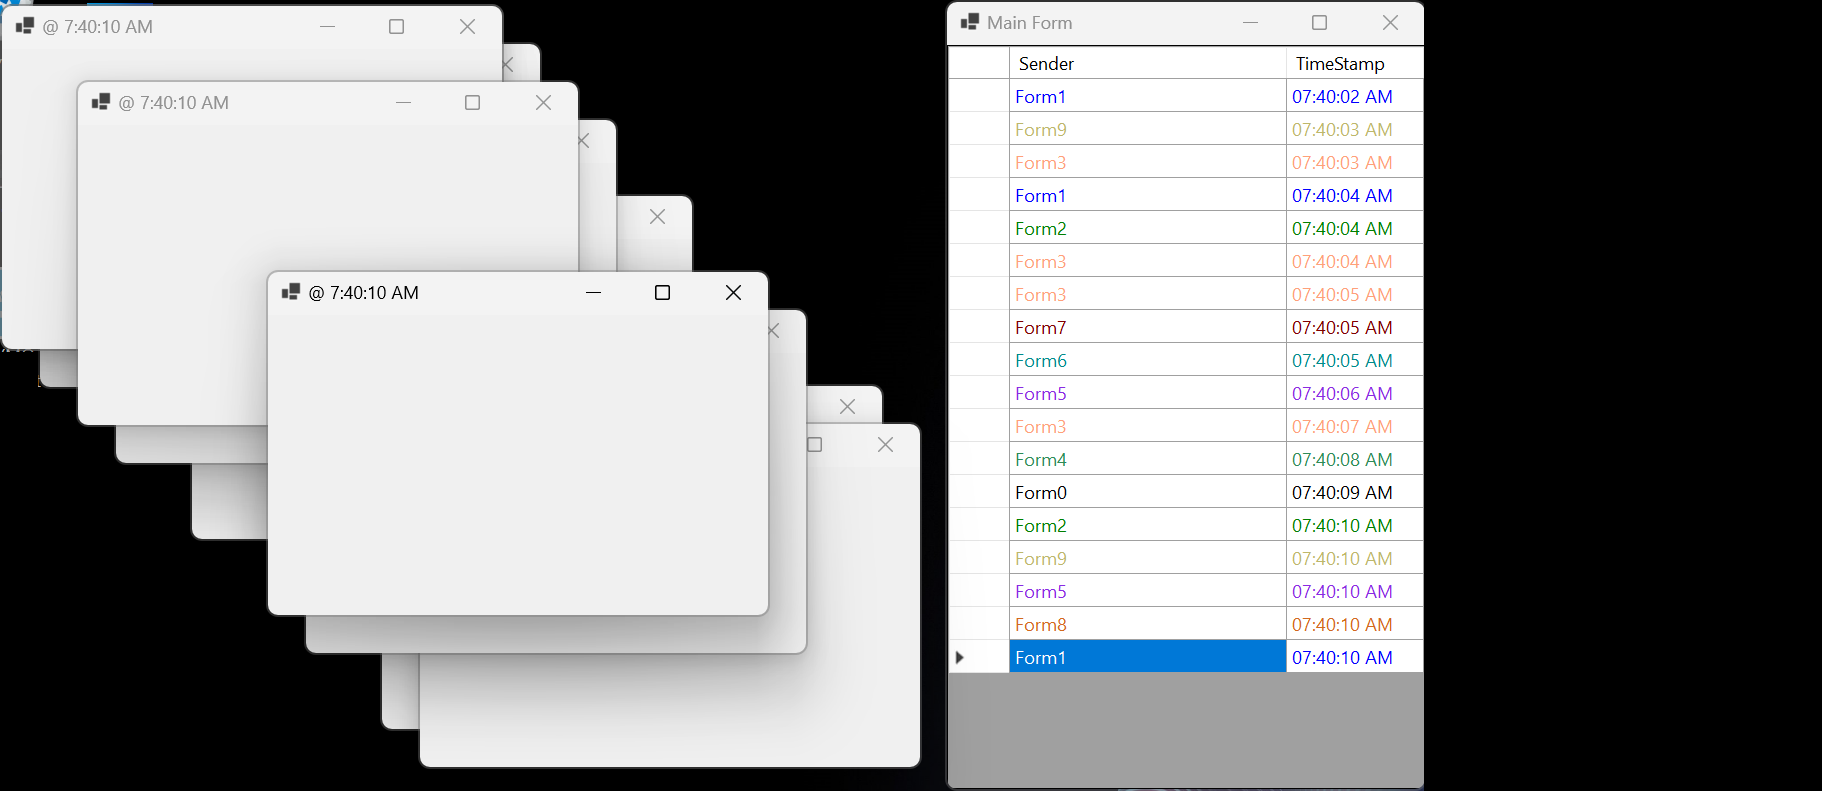 @ 7:40:10 AM
@ 7:40:10 AM
@ 7:40:10 AM
Main Form
Sender TimeStamp
Form1 07:40:02 AM
Form9 07:40:03 AM
Form3 07:40:03 AM
Form1 07:40:04 AM
Form2 07:40:04 AM
Form3 07:40:04 AM
Form3 07:40:05 AM
Form7 07:40:05 AM
Form6 07:40:05 AM
Form5 07:40:06 AM
Form3 07:40:07 AM
Form4 07:40:08 AM
Form0 07:40:09 AM
Form2 07:40:10 AM
Form9 07:40:10 AM
Form5 07:40:10 AM
Form8 07:40:10 AM
Form1 07:40:10 AM